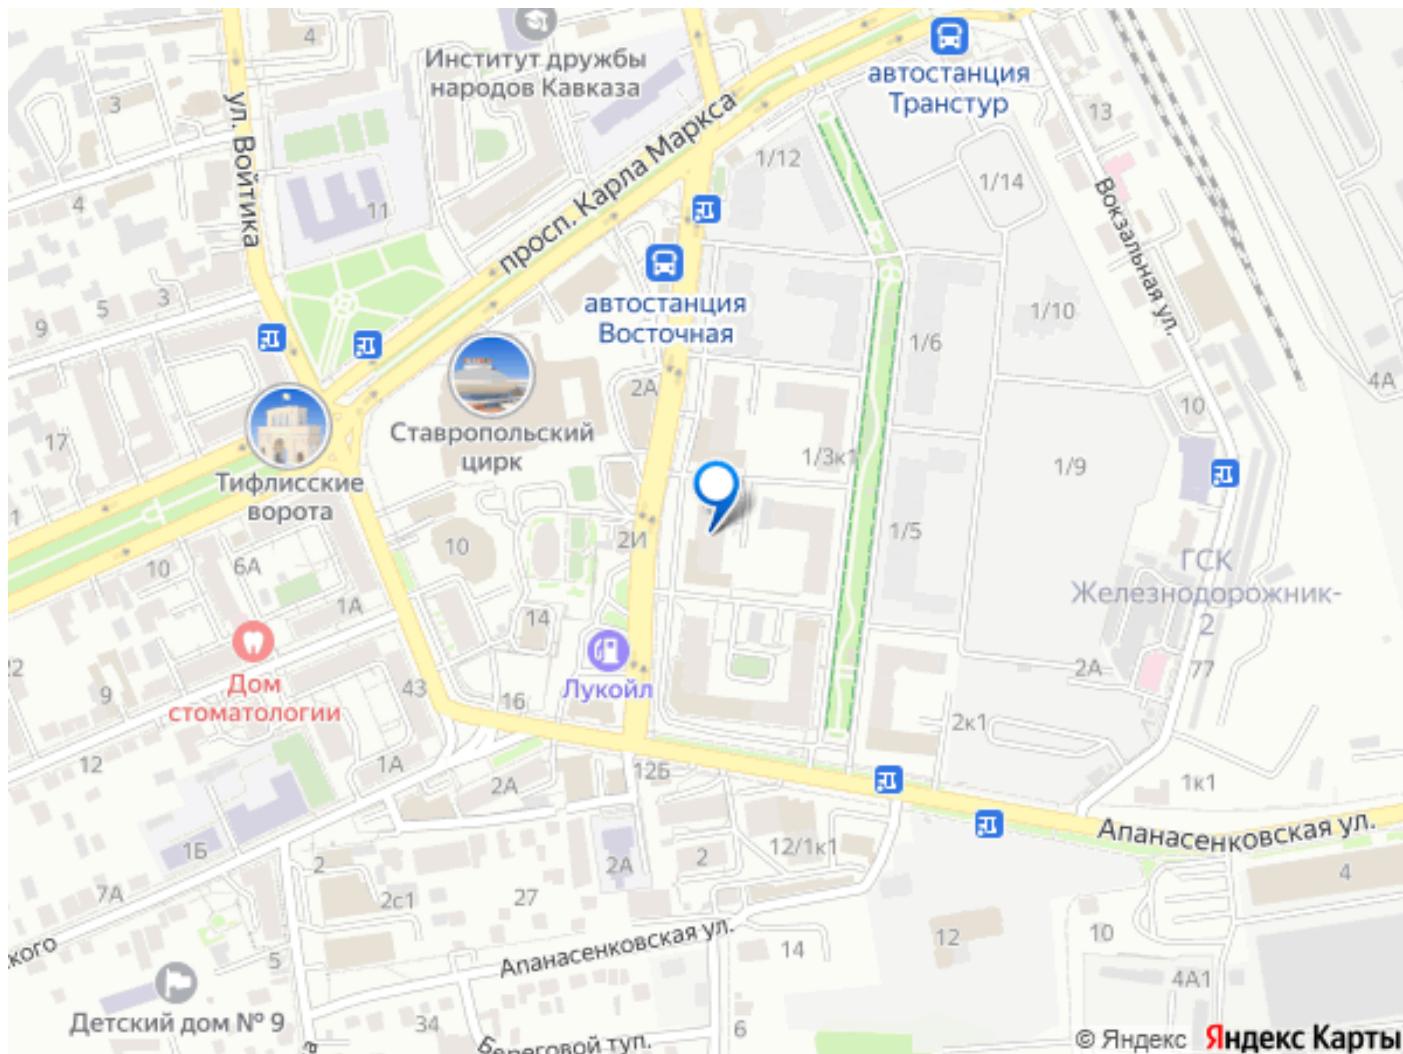 4
Институт дружбы
народов Кавказа
автостанция
Транстур
3
13
ул. Войтика
просп. Карла Маркса
1/12
1/14
4
11
Вокзальная ул.
автостанция
Восточная
3
5
9
1/10
1/6
4А
2А
10
17
Ставропольский
цирк
1/3к1
1/9
Тифлисские
ворота
1
2И
1/5
10
10
6А
ГСК
Железнодорожник-
2
1А
14
22
9
Дом
стоматологии
43
Лукойл
16
2А
77
2к1
12
1А
2А
12Б
1к1
Апанасенковская ул.
1Б
2
2А
2
12/1к1
4
7А
2с1
27
кого
5
Апанасенковская ул.
14
12
10
4А1
Детский дом № 9
34
Береговой туп.
6
© Яндекс Яндекс Карты